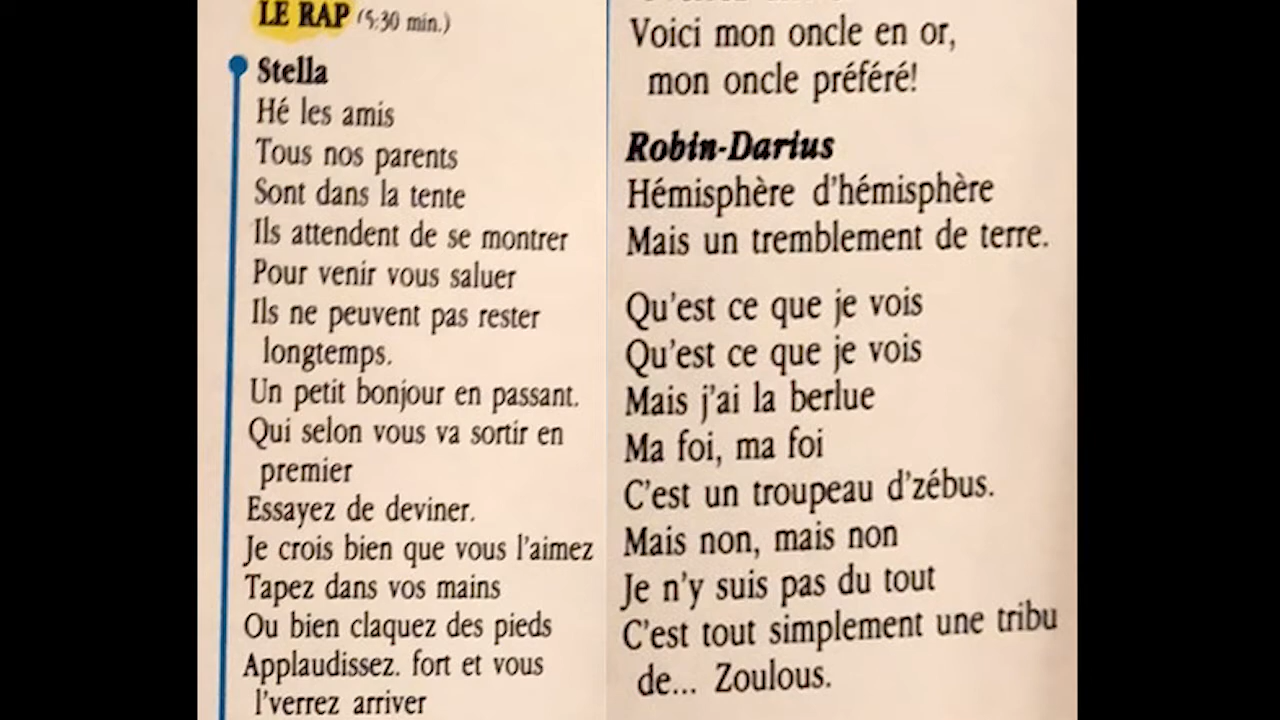 LE RAP (5:30 min.)
Stella
Hé les amis
Tous nos parents
Sont dans la tente
Ils attendent de se montrer
Pour venir vous saluer
Ils ne peuvent pas rester
longtemps.
Un petit bonjour en passant.
Qui selon vous va sortir en
premier
Essayez de deviner.
Je crois bien que vous l'aimez
Tapez dans vos mains
Ou bien claquez des pieds
Applaudissez. fort et vous
l'verrez arriver
Voici mon oncle en or,
mon oncle préféré!
Robin-Darius
Hémisphère d'hémisphère
Mais un tremblement de terre.
Qu'est ce que je vois
Qu'est ce que je vois
Mais j'ai la berlue
Ma foi, ma foi
C'est un troupeau d'zébus.
Mais non, mais non
Je n'y suis pas du tout
C'est tout simplement une tribu
de... Zoulous.